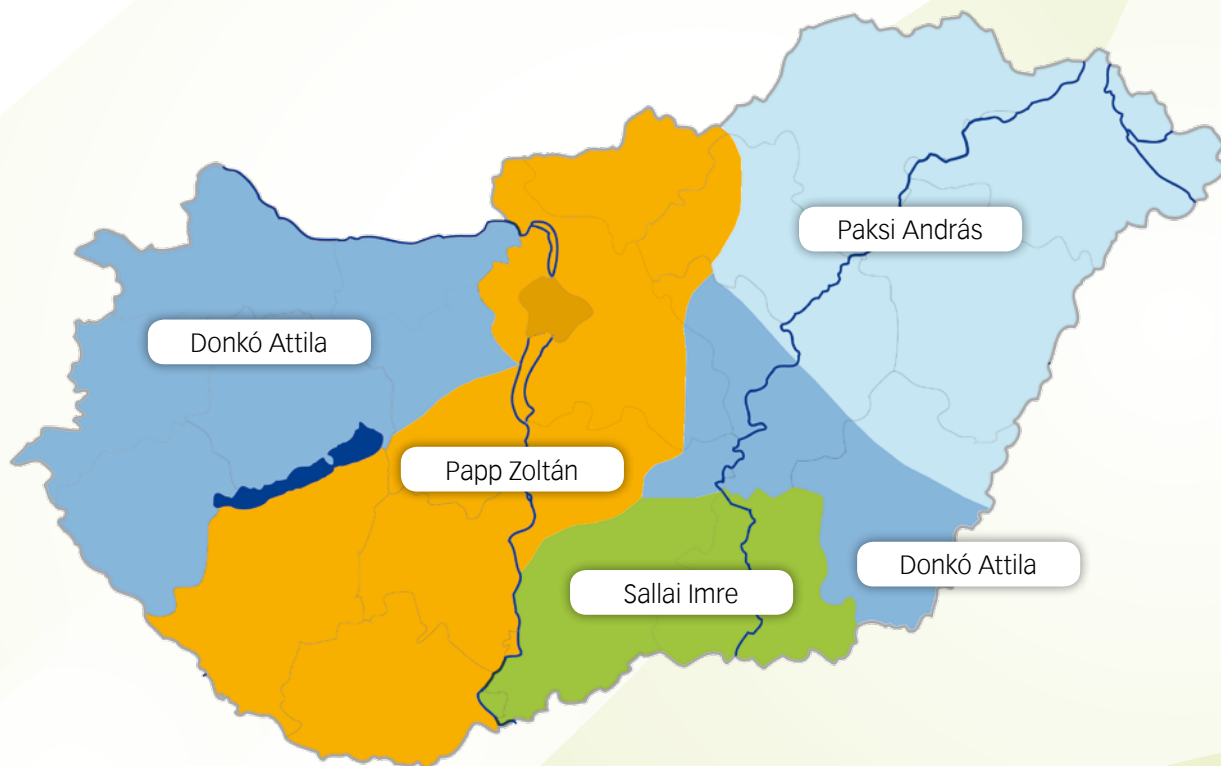 Paksi András
Donkó Attila
Papp Zoltán
Donkó Attila
Sallai Imre